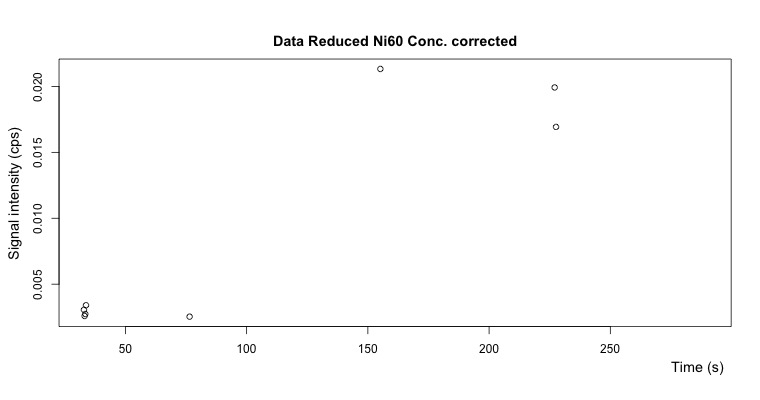 Data Reduced Ni60 Conc. corrected
Signal intensity (cps)
0.020
0.015
0.010
0.005
50 100 150 200 250
Time (s)